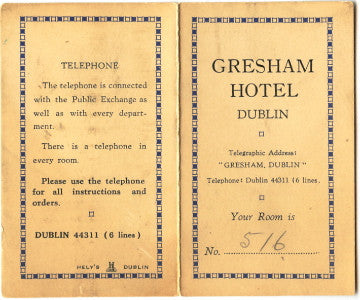 TELEPHONE
The telephone is connected
with the Public Exchange as
well as with every depart-
ment.
There is a telephone in
every room.
Please use the telephone
for all instructions and
orders.
DUBLIN 44311 (6 lines)
HELY'S DUBLIN
GRESHAM
HOTEL
DUBLIN
Telegraphic Address:
"GRESHAM, DUBLIN"
Telephone: Dublin 44311 (6 lines.
Your Room is
No. 516